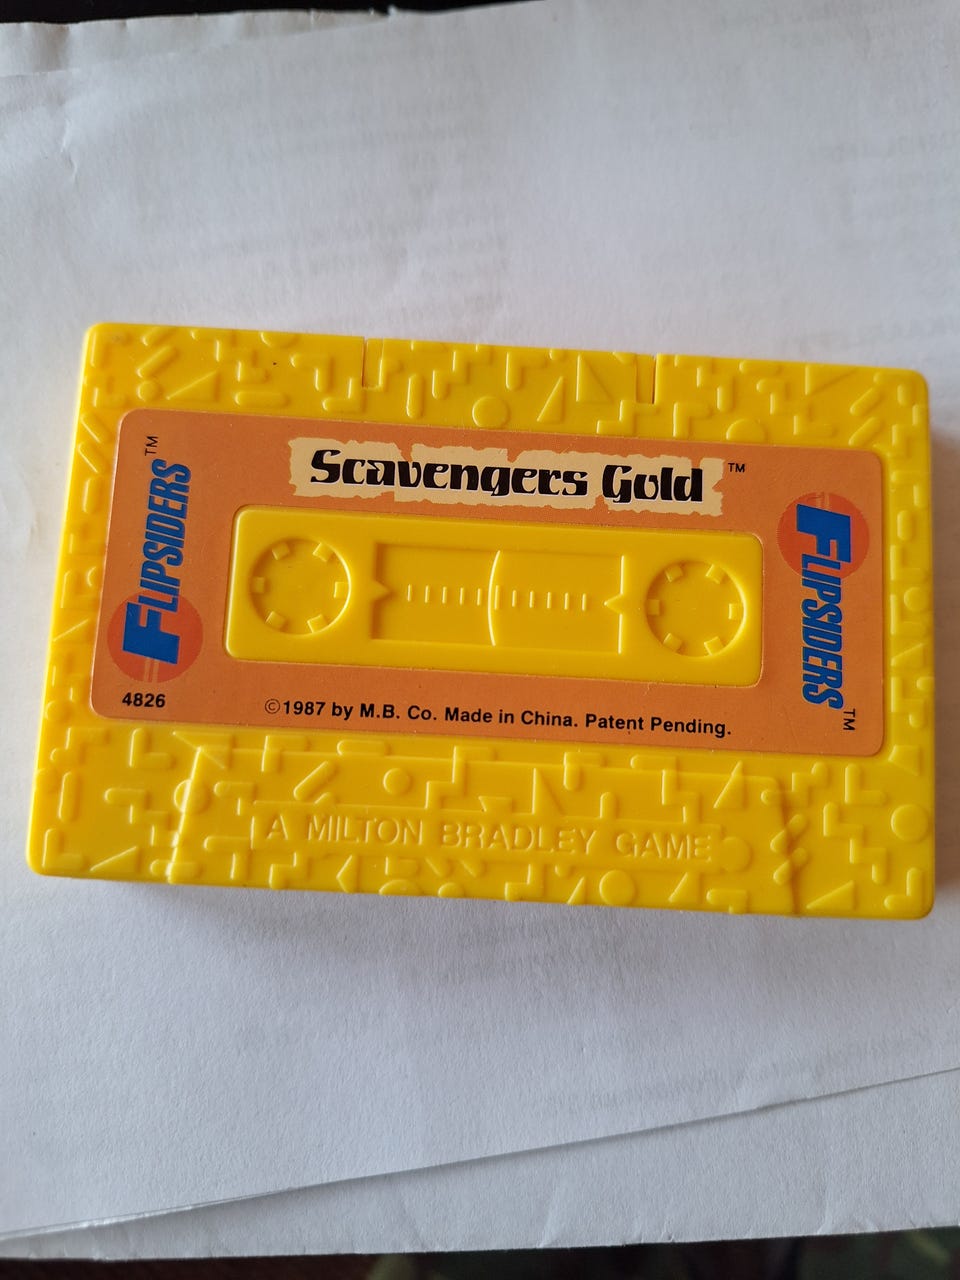 Scavengers Gold™
FLIPSIDERS™
FLIPSIDERS™
4826
©1987 by M.B. Co. Made in China. Patent Pending.
A MILTON BRADLEY GAME